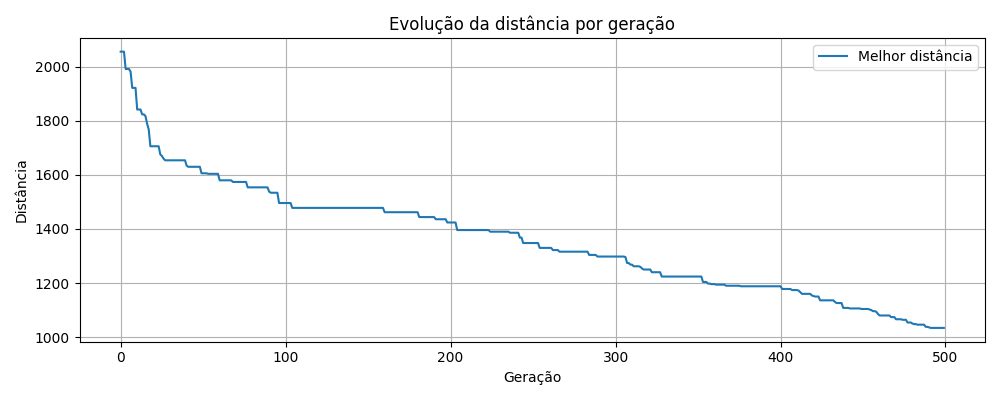 Evolução da distância por geração
Melhor distância
Distância
2000
1800
1600
1400
1200
1000
0 100 200 300 400 500
Geração